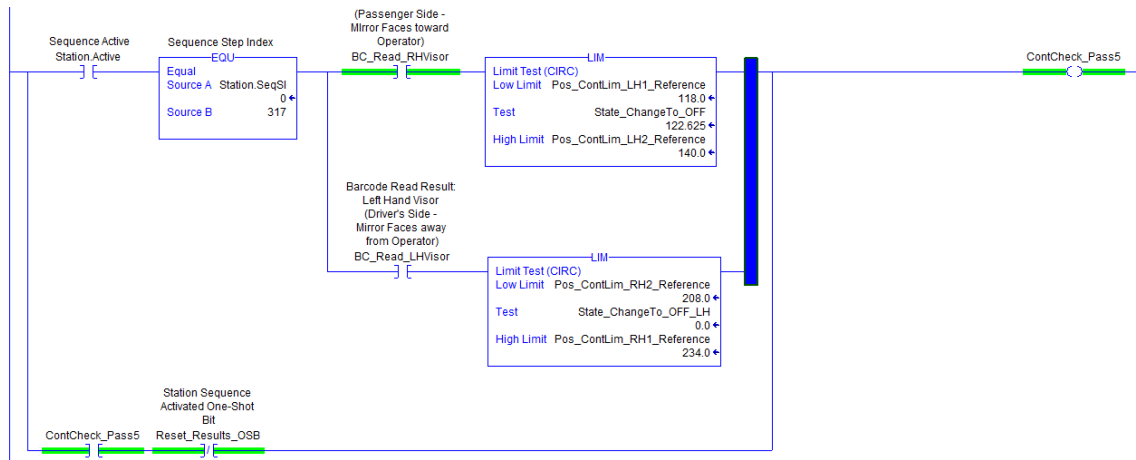 (Passenger Side -
MIrror Faces toward
Operator)
BC_Read_RHVisor
Sequence Active
Station.Active
Sequence Step Index
EQU
Equal
Source A Station.SeqSI
0
Source B 317
LIM
Limit Test (CIRC)
Low Limit Pos_ContLim_LH1_Reference
118.0
Test State_ChangeTo_OFF
122.625
High Limit Pos_ContLim_LH2_Reference
140.0
ContCheck_Pass5
Barcode Read Result:
Left Hand Visor
(Driver's Side -
Mirror Faces away
from Operator)
BC_Read_LHVisor
LIM
Limit Test (CIRC)
Low Limit Pos_ContLim_RH2_Reference
208.0
Test State_ChangeTo_OFF_LH
0.0
High Limit Pos_ContLim_RH1_Reference
234.0
ContCheck_Pass5
Station Sequence
Activated One-Shot
Bit
Reset_Results_OSB